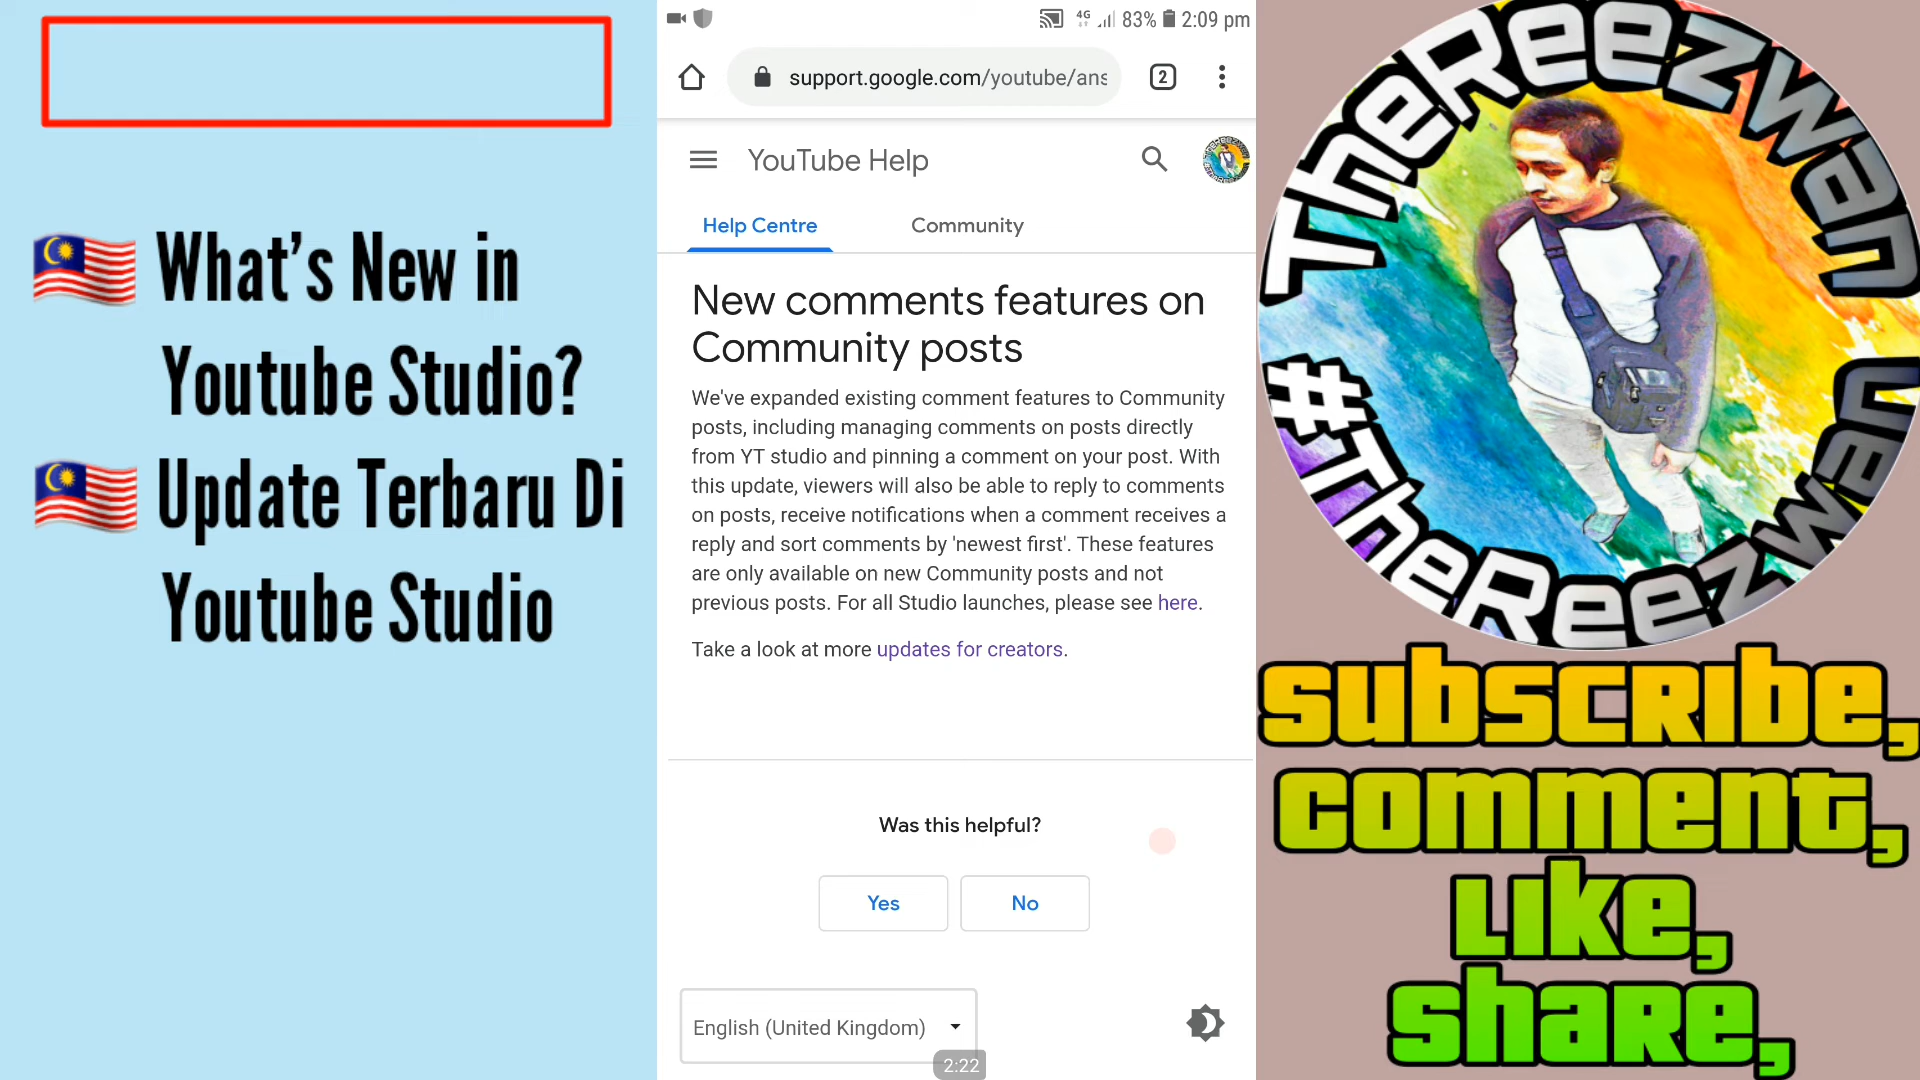 🇲🇾 What's New in
Youtube Studio?
🇲🇾 Update Terbaru Di
Youtube Studio
4G 83% 2:09 pm
support.google.com/youtube/ans
2
YouTube Help
Help Centre Community
New comments features on
Community posts
We've expanded existing comment features to Community
posts, including managing comments on posts directly
from YT studio and pinning a comment on your post. With
this update, viewers will also be able to reply to comments
on posts, receive notifications when a comment receives a
reply and sort comments by 'newest first'. These features
are only available on new Community posts and not
previous posts. For all Studio launches, please see here.
Take a look at more updates for creators.
Was this helpful?
Yes No
English (United Kingdom)
2:22
TheReezwan
#TheReezwan
Subscribe,
Comment,
Like,
Share,